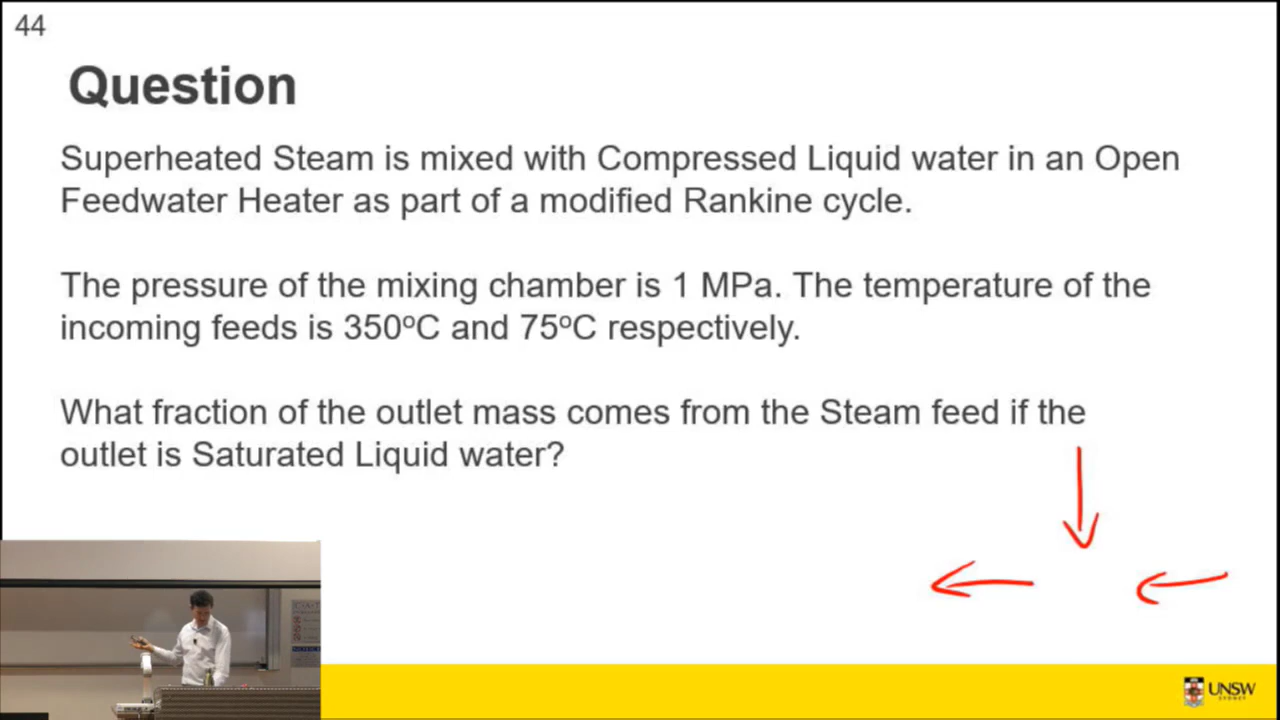 44
Question
Superheated Steam is mixed with Compressed Liquid water in an Open
Feedwater Heater as part of a modified Rankine cycle.
The pressure of the mixing chamber is 1 MPa. The temperature of the
incoming feeds is 350ºC and 75ºC respectively.
What fraction of the outlet mass comes from the Steam feed if the
outlet is Saturated Liquid water?
UNSW
SYDNEY